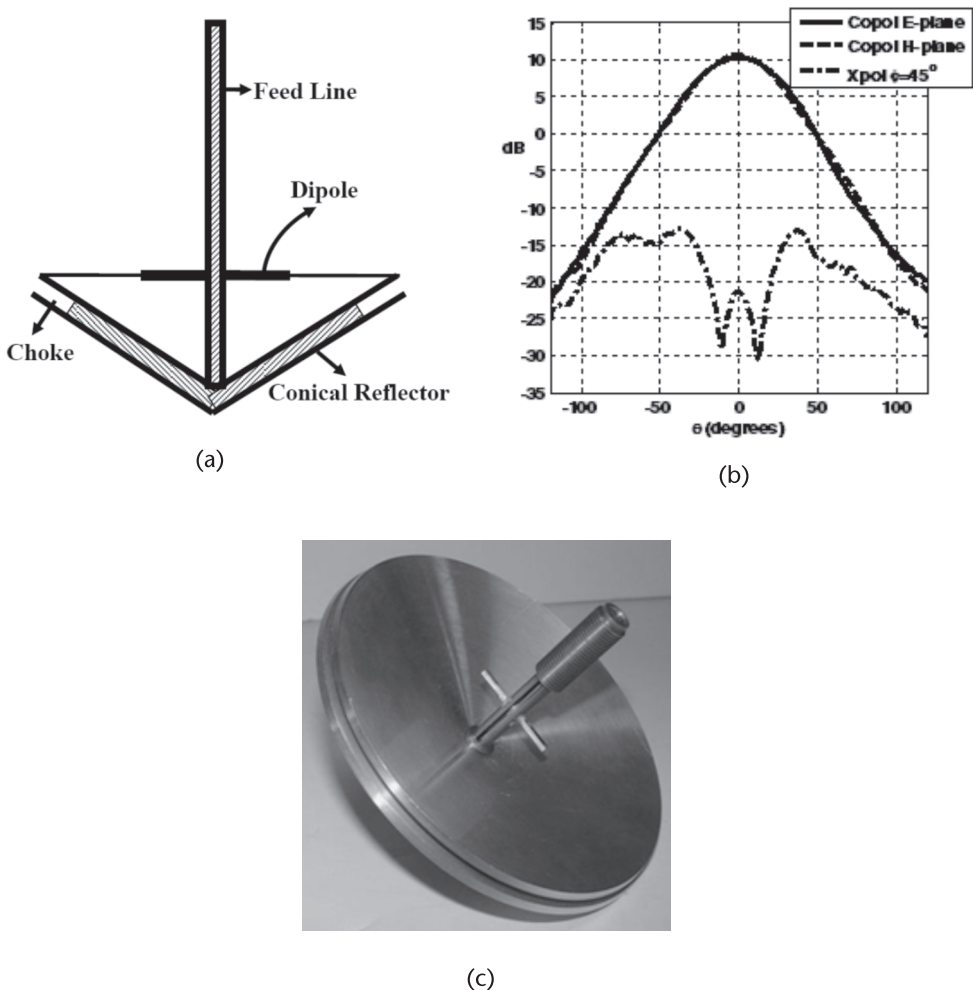 Feed Line
Dipole
Choke
Conical Reflector
(a)
15
10
5
0
dB
-5
-10
-15
-20
-25
-30
-35
-100
-50
0
50
100
θ (degrees)
Copol E-plane
Copol H-plane
Xpol φ=45°
(b)
(c)